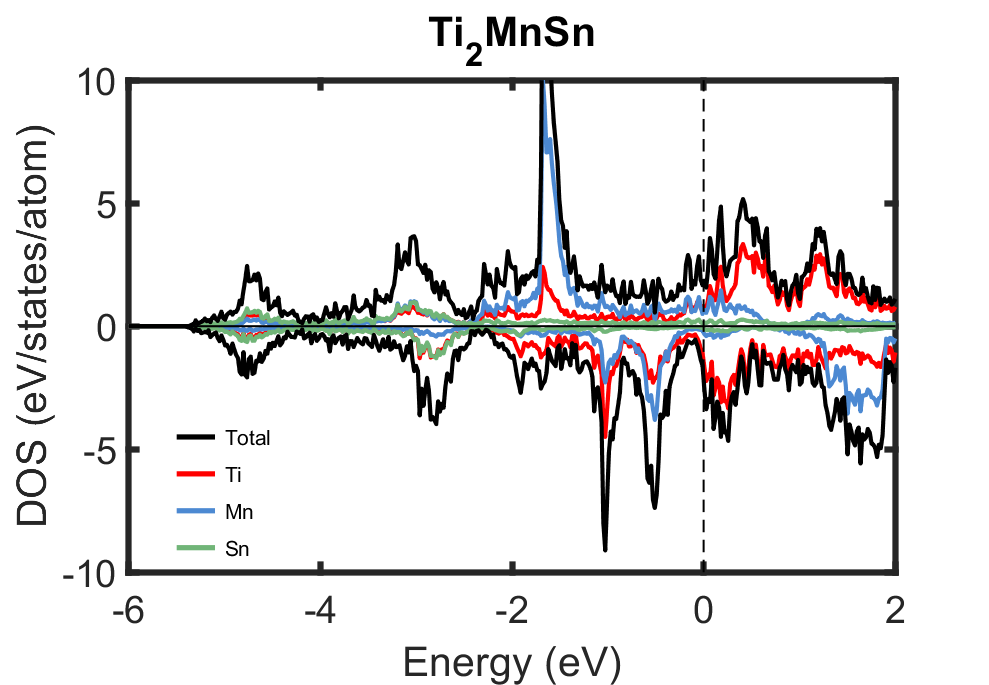 Ti2MnSn
10
5
0
-5
-10
DOS (eV/states/atom)
Total
Ti
Mn
Sn
-6 -4 -2 0 2
Energy (eV)